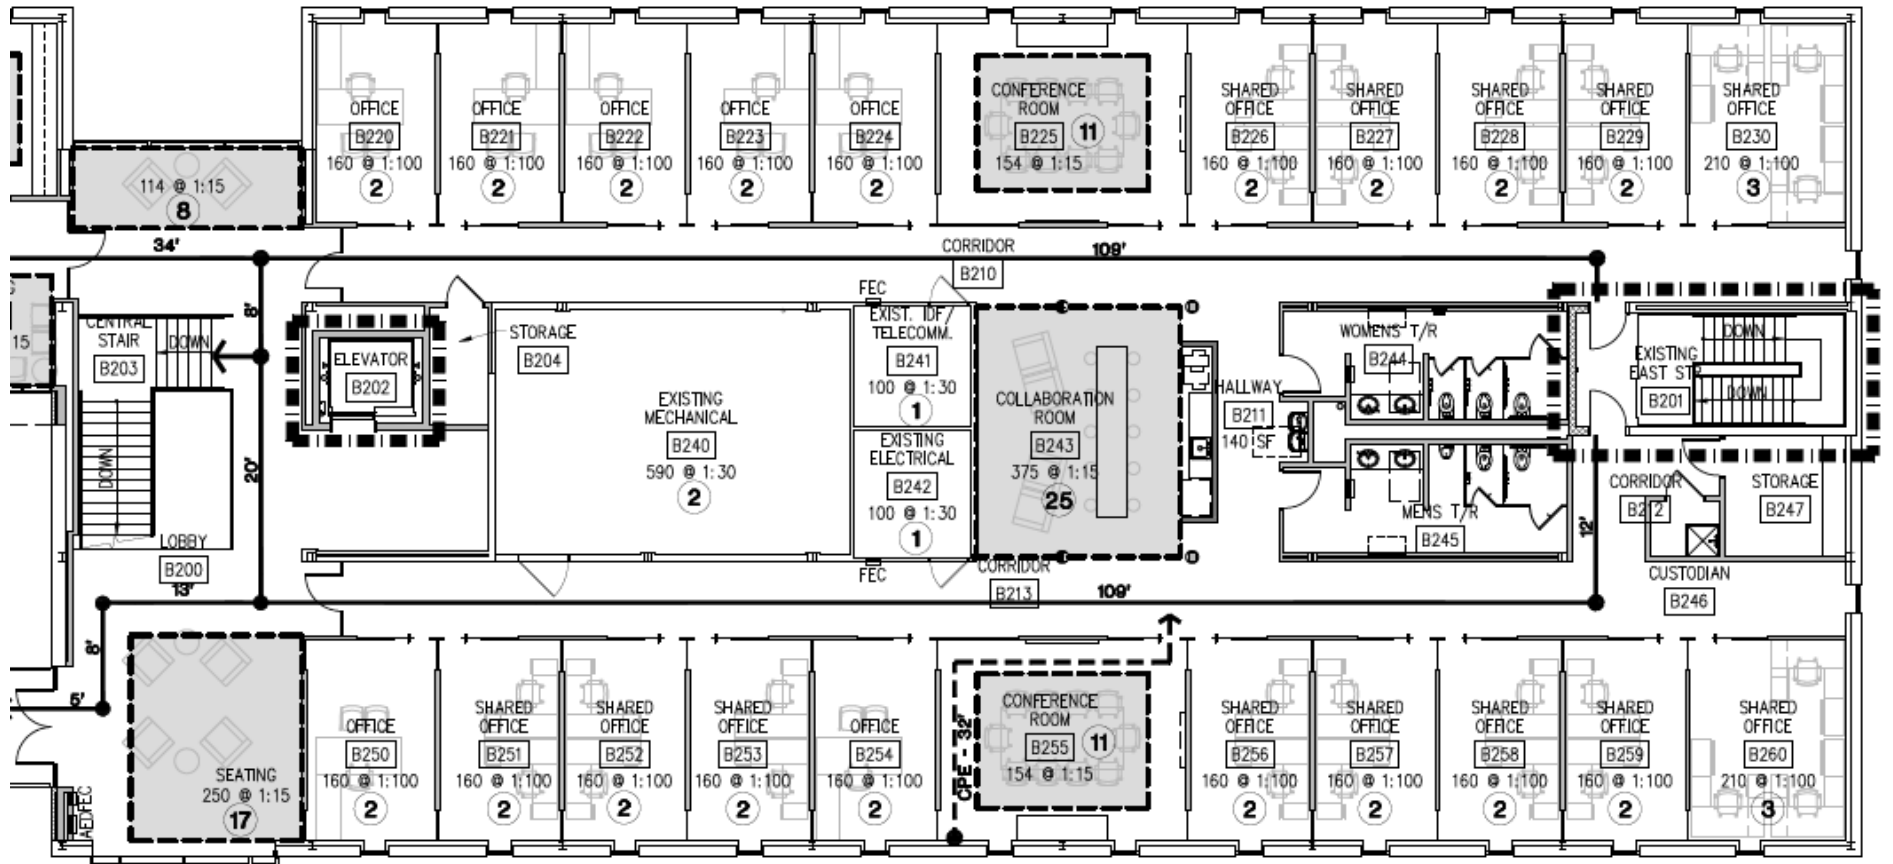 OFFICE
B220
160 @ 1:100
2
OFFICE
B221
160 @ 1:100
2
OFFICE
B222
160 @ 1:100
2
OFFICE
B223
160 @ 1:100
2
OFFICE
B224
160 @ 1:100
2
CONFERENCE
ROOM
B225
11
154 @ 1:15
SHARED
OFFICE
B226
160 @ 1:100
2
SHARED
OFFICE
B227
160 @ 1:100
2
SHARED
OFFICE
B228
160 @ 1:100
2
SHARED
OFFICE
B229
160 @ 1:100
2
SHARED
OFFICE
B230
210 @ 1:100
3
114 @ 1:15
8
34'
CORRIDOR
B210
109'
15
CENTRAL
STAIR
B203
DOWN
DOWN
8'
20'
ELEVATOR
B202
STORAGE
B204
EXISTING
MECHANICAL
B240
590 @ 1:30
2
FEC
EXIST. IDF/
TELECOMM.
B241
100 @ 1:30
1
EXISTING
ELECTRICAL
B242
100 @ 1:30
1
FEC
COLLABORATION
ROOM
B243
375 @ 1:15
25
HALLWAY
B211
140 SF
WOMENS T/R
B244
MENS T/R
B245
EXISTING
EAST ST
B201
DOWN
DOWN
CORRIDOR
B212
12'
STORAGE
B247
CUSTODIAN
B246
LOBBY
B200
13'
CORRIDOR
B213
109'
8'
5'
SEATING
250 @ 1:15
17
AED
FEC
OFFICE
B250
160 @ 1:100
2
SHARED
OFFICE
B251
160 @ 1:100
2
SHARED
OFFICE
B252
160 @ 1:100
2
SHARED
OFFICE
B253
160 @ 1:100
2
OFFICE
B254
160 @ 1:100
2
CPE - 32'
CONFERENCE
ROOM
B255
11
154 @ 1:15
SHARED
OFFICE
B256
160 @ 1:100
2
SHARED
OFFICE
B257
160 @ 1:100
2
SHARED
OFFICE
B258
160 @ 1:100
2
SHARED
OFFICE
B259
160 @ 1:100
2
SHARED
OFFICE
B260
210 @ 1:100
3